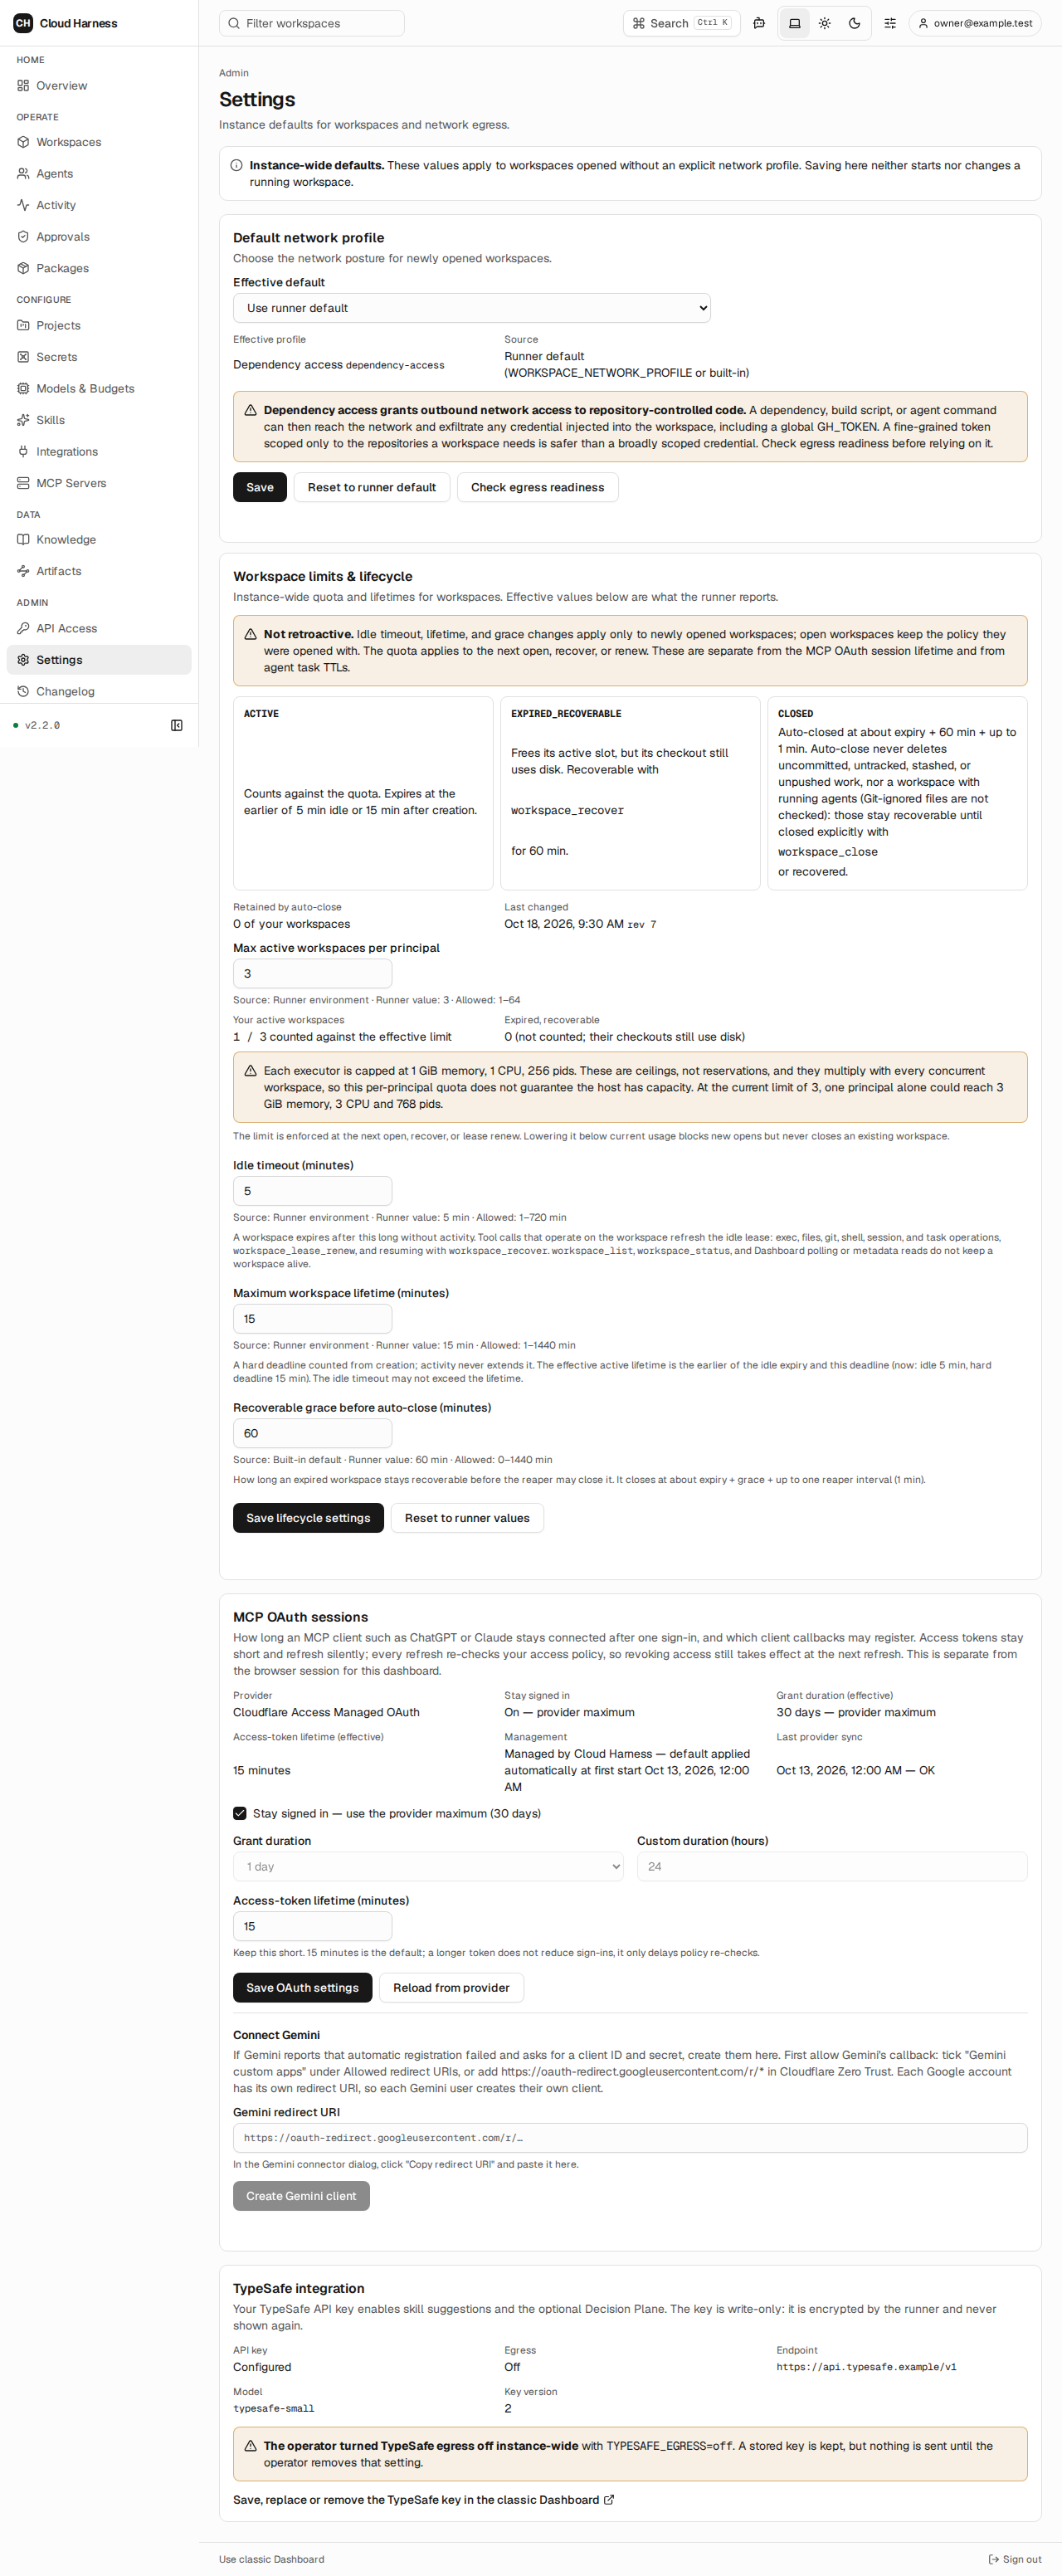 CH Cloud Harness
Filter workspaces
Search Ctrl K
owner@example.test
HOME
Overview
OPERATE
Workspaces
Agents
Activity
Approvals
Packages
CONFIGURE
Projects
Secrets
Models & Budgets
Skills
Integrations
MCP Servers
DATA
Knowledge
Artifacts
ADMIN
API Access
Settings
Changelog
v2.2.0
Admin
Settings
Instance defaults for workspaces and network egress.
Instance-wide defaults. These values apply to workspaces opened without an explicit network profile. Saving here neither starts nor changes a
running workspace.
Default network profile
Choose the network posture for newly opened workspaces.
Effective default
Use runner default
Effective profile
Dependency access dependency-access
Source
Runner default
(WORKSPACE_NETWORK_PROFILE or built-in)
Dependency access grants outbound network access to repository-controlled code. A dependency, build script, or agent command
can then reach the network and exfiltrate any credential injected into the workspace, including a global GH_TOKEN. A fine-grained token
scoped only to the repositories a workspace needs is safer than a broadly scoped credential. Check egress readiness before relying on it.
Save
Reset to runner default
Check egress readiness
Workspace limits & lifecycle
Instance-wide quota and lifetimes for workspaces. Effective values below are what the runner reports.
Not retroactive. Idle timeout, lifetime, and grace changes apply only to newly opened workspaces; open workspaces keep the policy they
were opened with. The quota applies to the next open, recover, or renew. These are separate from the MCP OAuth session lifetime and from
agent task TTLs.
ACTIVE
Counts against the quota. Expires at the
earlier of 5 min idle or 15 min after creation.
EXPIRED_RECOVERABLE
Frees its active slot, but its checkout still
uses disk. Recoverable with
workspace_recover
for 60 min.
CLOSED
Auto-closed at about expiry + 60 min + up to
1 min. Auto-close never deletes
uncommitted, untracked, stashed, or
unpushed work, nor a workspace with
running agents (Git-ignored files are not
checked): those stay recoverable until
closed explicitly with
workspace_close
or recovered.
Retained by auto-close
0 of your workspaces
Last changed
Oct 18, 2026, 9:30 AM rev 7
Max active workspaces per principal
3
Source: Runner environment · Runner value: 3 · Allowed: 1–64
Your active workspaces
1 / 3 counted against the effective limit
Expired, recoverable
0 (not counted; their checkouts still use disk)
Each executor is capped at 1 GiB memory, 1 CPU, 256 pids. These are ceilings, not reservations, and they multiply with every concurrent
workspace, so this per-principal quota does not guarantee the host has capacity. At the current limit of 3, one principal alone could reach 3
GiB memory, 3 CPU and 768 pids.
The limit is enforced at the next open, recover, or lease renew. Lowering it below current usage blocks new opens but never closes an existing workspace.
Idle timeout (minutes)
5
Source: Runner environment · Runner value: 5 min · Allowed: 1–720 min
A workspace expires after this long without activity. Tool calls that operate on the workspace refresh the idle lease: exec, files, git, shell, session, and task operations,
workspace_lease_renew, and resuming with workspace_recover. workspace_list, workspace_status, and Dashboard polling or metadata reads do not keep a
workspace alive.
Maximum workspace lifetime (minutes)
15
Source: Runner environment · Runner value: 15 min · Allowed: 1–1440 min
A hard deadline counted from creation; activity never extends it. The effective active lifetime is the earlier of the idle expiry and this deadline (now: idle 5 min, hard
deadline 15 min). The idle timeout may not exceed the lifetime.
Recoverable grace before auto-close (minutes)
60
Source: Built-in default · Runner value: 60 min · Allowed: 0–1440 min
How long an expired workspace stays recoverable before the reaper may close it. It closes at about expiry + grace + up to one reaper interval (1 min).
Save lifecycle settings
Reset to runner values
MCP OAuth sessions
How long an MCP client such as ChatGPT or Claude stays connected after one sign-in, and which client callbacks may register. Access tokens stay
short and refresh silently; every refresh re-checks your access policy, so revoking access still takes effect at the next refresh. This is separate from
the browser session for this dashboard.
Provider
Cloudflare Access Managed OAuth
Stay signed in
On — provider maximum
Grant duration (effective)
30 days — provider maximum
Access-token lifetime (effective)
15 minutes
Management
Managed by Cloud Harness — default applied
automatically at first start Oct 13, 2026, 12:00
AM
Last provider sync
Oct 13, 2026, 12:00 AM — OK
Stay signed in — use the provider maximum (30 days)
Grant duration
1 day
Custom duration (hours)
24
Access-token lifetime (minutes)
15
Keep this short. 15 minutes is the default; a longer token does not reduce sign-ins, it only delays policy re-checks.
Save OAuth settings
Reload from provider
Connect Gemini
If Gemini reports that automatic registration failed and asks for a client ID and secret, create them here. First allow Gemini's callback: tick "Gemini
custom apps" under Allowed redirect URIs, or add https://oauth-redirect.googleusercontent.com/r/* in Cloudflare Zero Trust. Each Google account
has its own redirect URI, so each Gemini user creates their own client.
Gemini redirect URI
https://oauth-redirect.googleusercontent.com/r/…
In the Gemini connector dialog, click "Copy redirect URI" and paste it here.
Create Gemini client
TypeSafe integration
Your TypeSafe API key enables skill suggestions and the optional Decision Plane. The key is write-only: it is encrypted by the runner and never
shown again.
API key
Configured
Egress
Off
Endpoint
https://api.typesafe.example/v1
Model
typesafe-small
Key version
2
The operator turned TypeSafe egress off instance-wide with TYPESAFE_EGRESS=off. A stored key is kept, but nothing is sent until the
operator removes that setting.
Save, replace or remove the TypeSafe key in the classic Dashboard
Use classic Dashboard
Sign out